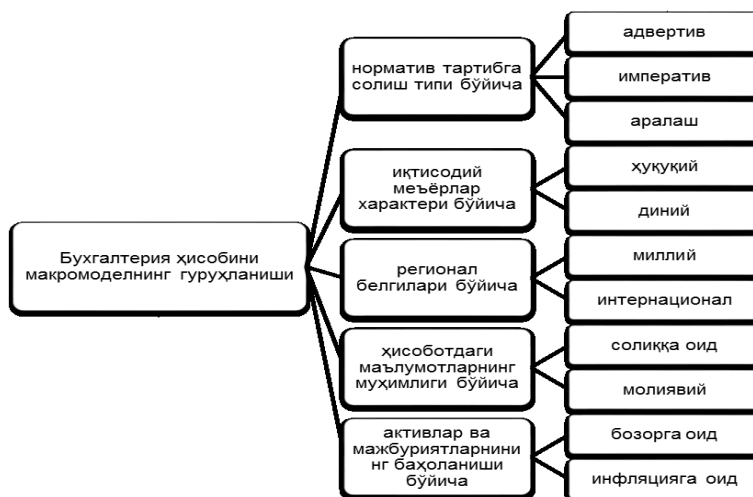 Бухгалтерия ҳисобини
макромоделнинг гуруҳланиши
норматив тартибга
солиш типи бўйича
адвертив
императив
аралаш
иқтисодий
меъёрлар
характери бўйича
ҳуқуқий
диний
регионал
белгилари бўйича
миллий
интернационал
ҳисоботдаги
маълумотларнинг
муҳимлиги бўйича
солиққа оид
молиявий
активлар ва
мажбуриятларнини
нг баҳоланиши
бўйича
бозорга оид
инфляцияга оид